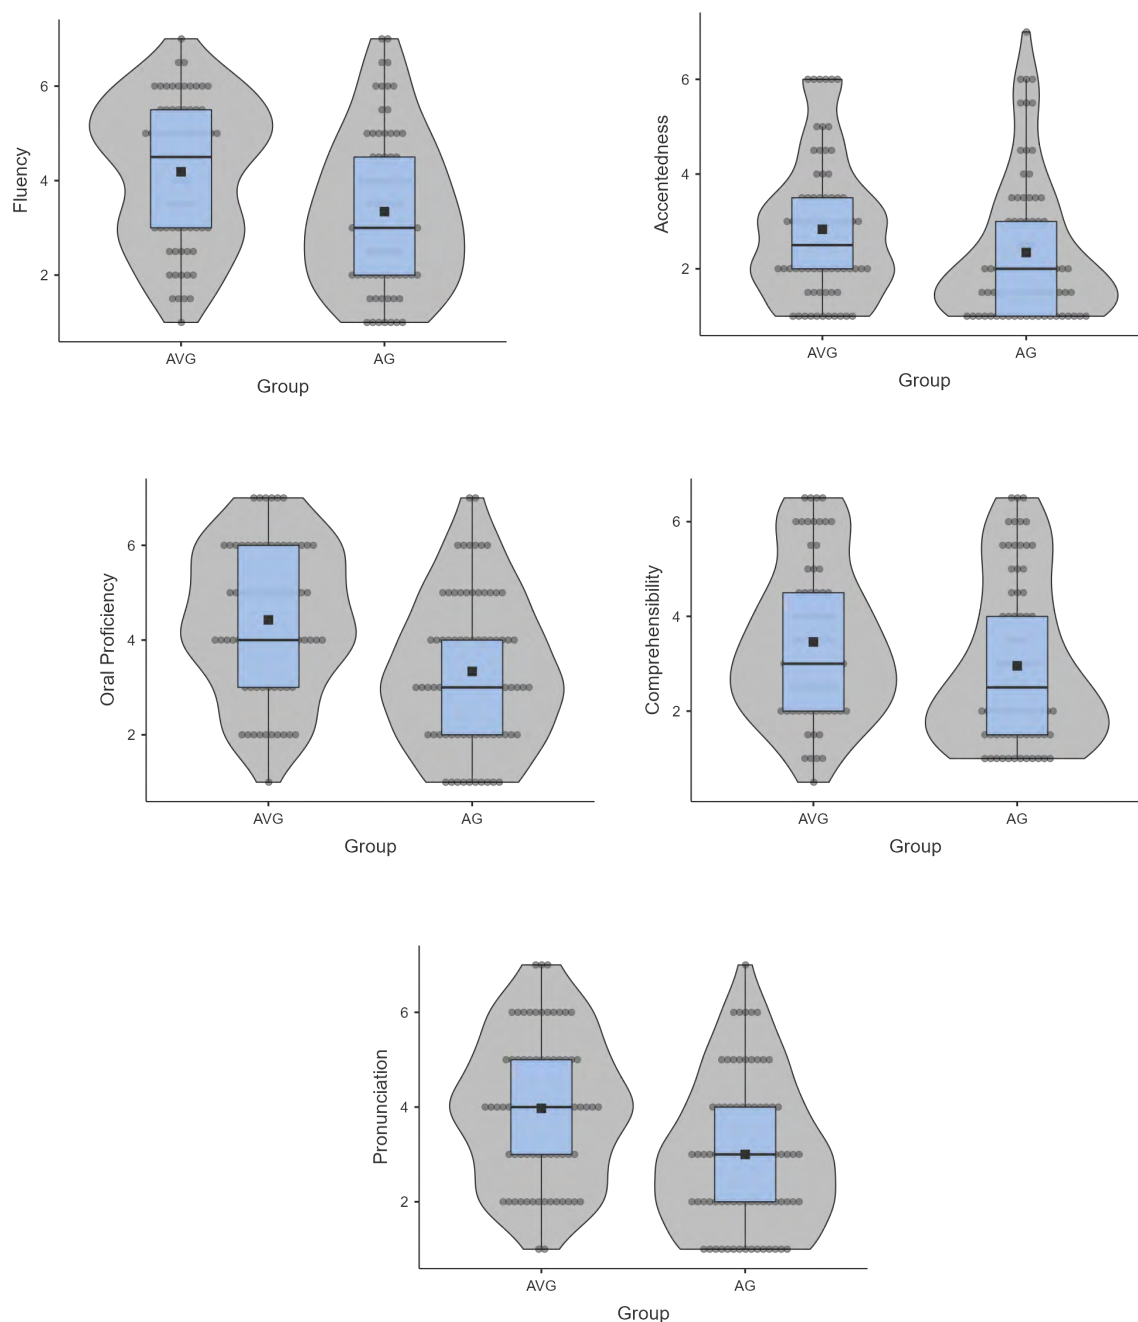 Fluency
6
4
2
AVG AG
Group
Accentedness
6
4
2
AVG AG
Group
Oral Proficiency
6
4
2
AVG AG
Group
Comprehensibility
6
4
2
AVG AG
Group
Pronunciation
6
4
2
AVG AG
Group